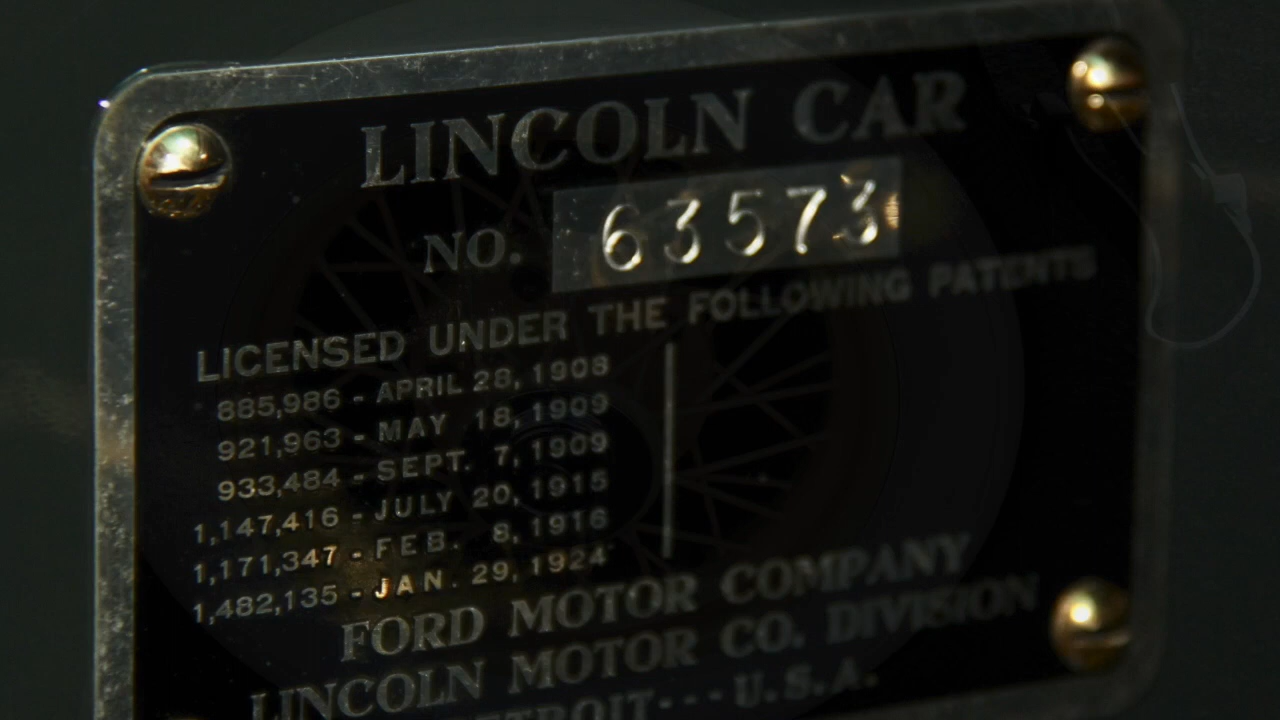 LINCOLN CAR
NO. 63573
LICENSED UNDER THE FOLLOWING PATENTS
885,986 - APRIL 28, 1908
921,963 - MAY 18, 1909
933,484 - SEPT. 7, 1909
1,147,416 - JULY 20, 1915
1,171,347 - FEB. 8, 1916
1,482,135 - JAN. 29, 1924
FORD MOTOR COMPANY
LINCOLN MOTOR CO. DIVISION
DETROIT---U.S.A.